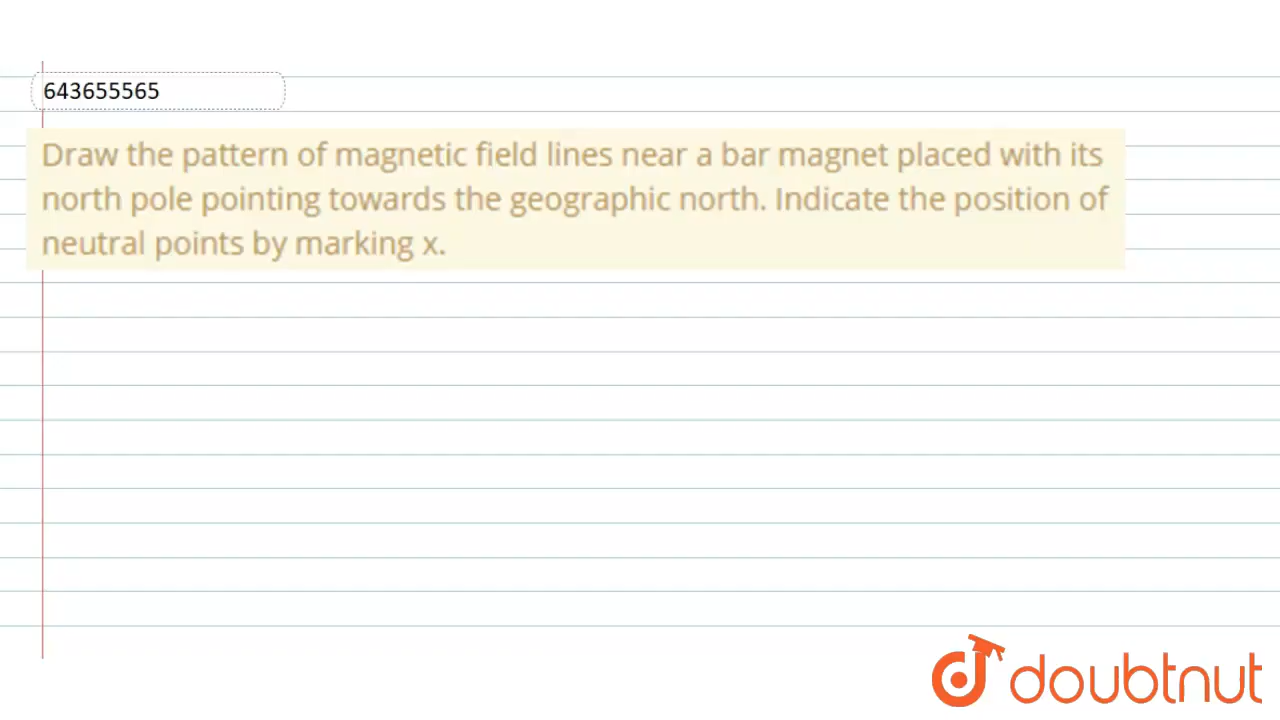 643655565
Draw the pattern of magnetic field lines near a bar magnet placed with its
north pole pointing towards the geographic north. Indicate the position of
neutral points by marking x.
doubtnut